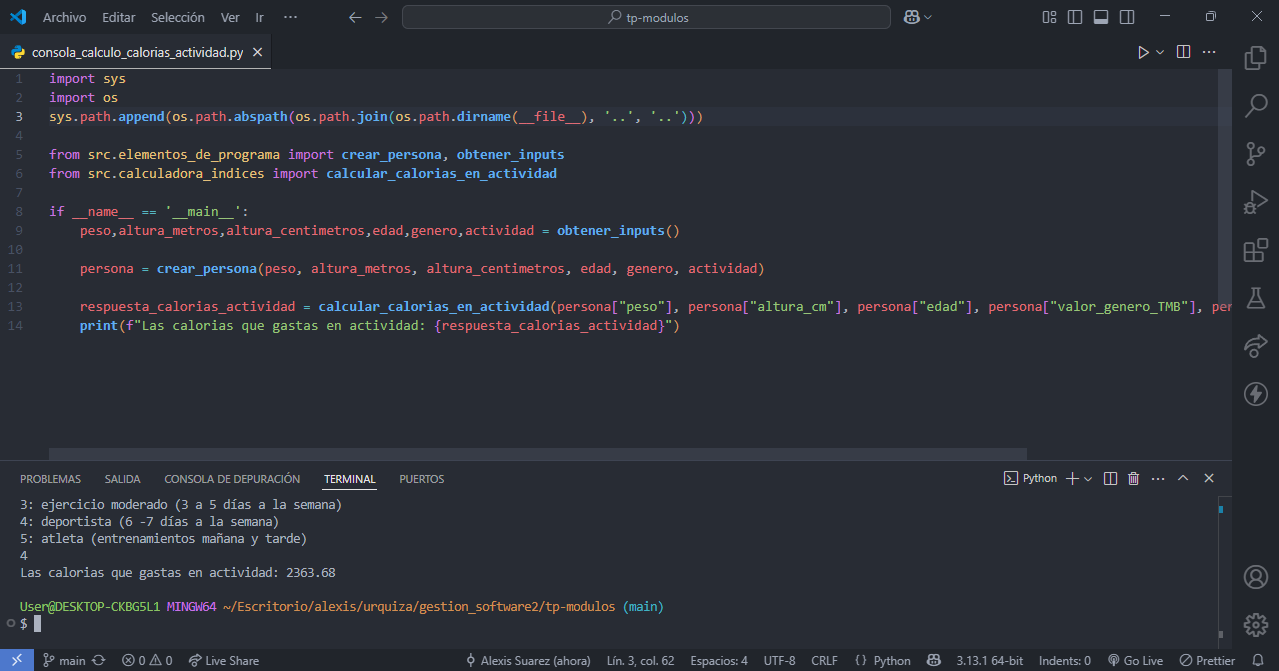 Archivo Editar Selección Ver Ir ··· tp-modulos
consola_calculo_calorias_actividad.py
1 import sys
2 import os
3 sys.path.append(os.path.abspath(os.path.join(os.path.dirname(__file__), '..', '..')))
4
5 from src.elementos_de_programa import crear_persona, obtener_inputs
6 from src.calculadora_indices import calcular_calorias_en_actividad
7
8 if __name__ == '__main__':
9 peso,altura_metros,altura_centimetros,edad,genero,actividad = obtener_inputs()
10
11 persona = crear_persona(peso, altura_metros, altura_centimetros, edad, genero, actividad)
12
13 respuesta_calorias_actividad = calcular_calorias_en_actividad(persona["peso"], persona["altura_cm"], persona["edad"], persona["valor_genero_TMB"], per
14 print(f"Las calorias que gastas en actividad: {respuesta_calorias_actividad}")
PROBLEMAS SALIDA CONSOLA DE DEPURACIÓN TERMINAL PUERTOS Python
3: ejercicio moderado (3 a 5 días a la semana)
4: deportista (6 -7 días a la semana)
5: atleta (entrenamientos mañana y tarde)
4
Las calorias que gastas en actividad: 2363.68
User@DESKTOP-CKBG5L1 MINGW64 ~/Escritorio/alexis/urquiza/gestion_software2/tp-modulos (main)
$
main 0 0 Live Share Alexis Suarez (ahora) Lín. 3, col. 62 Espacios: 4 UTF-8 CRLF {} Python 3.13.1 64-bit Indents: 0 Go Live Prettier